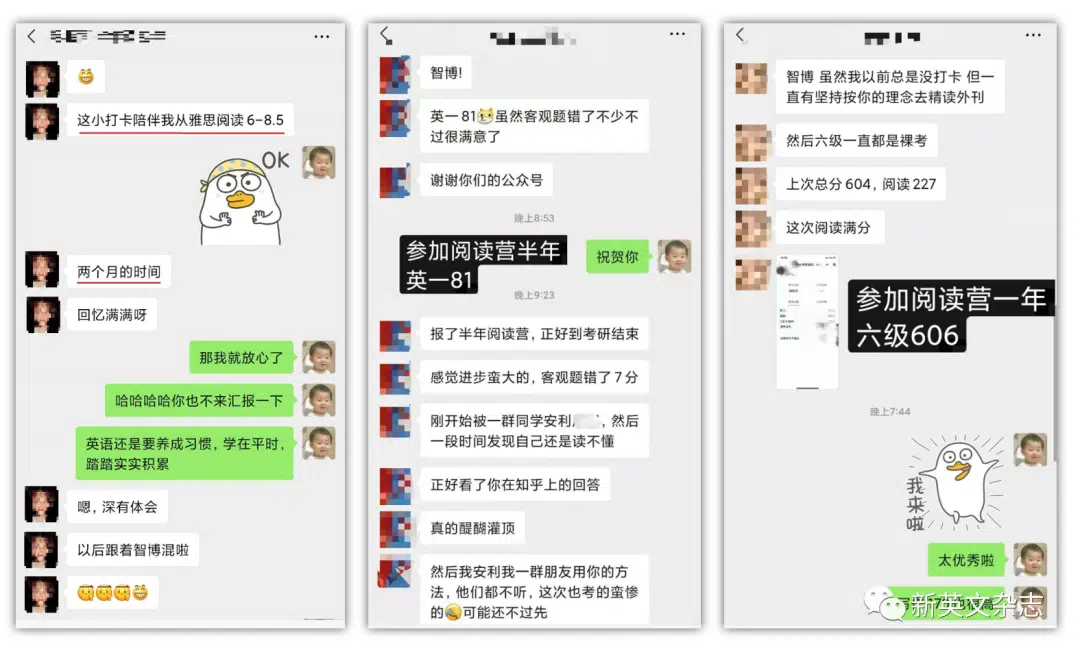 这小打卡陪伴我从雅思阅读6-8.5
OK
两个月的时间
回忆满满呀
那我就放心了
哈哈哈哈你也不来汇报一下
英语还是要养成习惯，学在平时，
踏踏实实积累
嗯，深有体会
以后跟着智博混啦
智博！
英一81虽然客观题错了不少不
过很满意了
谢谢你们的公众号
晚上8:53
参加阅读营半年
英一81
祝贺你
晚上9:23
报了半年阅读营，正好到考研结束
感觉进步蛮大的，客观题错了7分
刚开始被一群同学安利，然后
一段时间发现自己还是读不懂
正好看了你在知乎上的回答
真的醍醐灌顶
然后我安利我一群朋友用你的方
法，他们都不听，这次也考的蛮惨
的可能还不过先
智博 虽然我以前总是没打卡 但一
直有坚持按你的理念去精读外刊
然后六级一直都是裸考
上次总分604，阅读227
这次阅读满分
参加阅读营一年
六级606
晚上7:44
我来啦
太优秀啦
新英文杂志